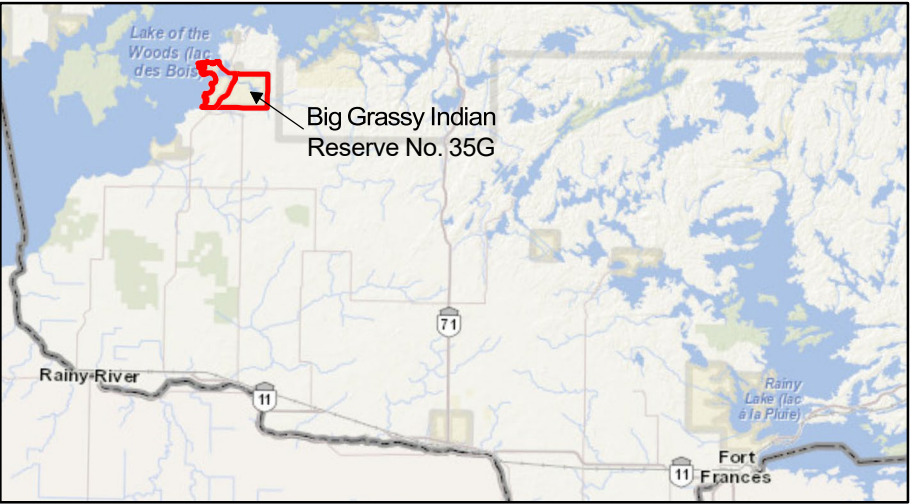 Lake of the
Woods (lac
des Bois)
Big Grassy Indian
Reserve No. 35G
71
Rainy River
11
Rainy
Lake (lac
à la Pluie)
Fort
Frances
11